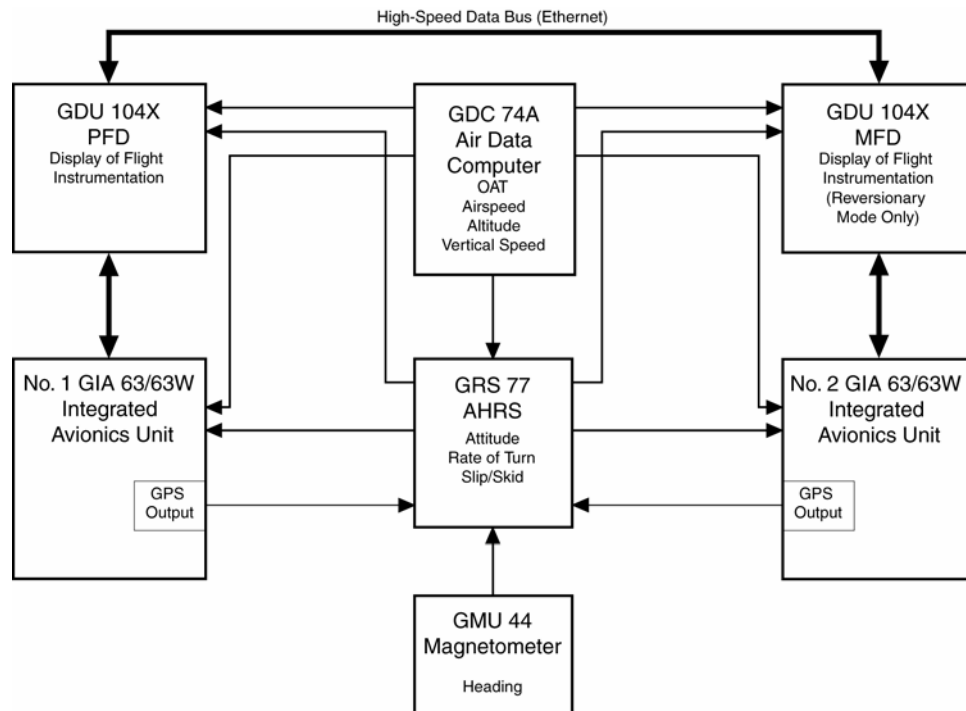 High-Speed Data Bus (Ethernet)
GDU 104X
PFD
Display of Flight
Instrumentation
GDC 74A
Air Data
Computer
OAT
Airspeed
Altitude
Vertical Speed
GDU 104X
MFD
Display of Flight
Instrumentation
(Reversionary
Mode Only)
No. 1 GIA 63/63W
Integrated
Avionics Unit
GPS
Output
GRS 77
AHRS
Attitude
Rate of Turn
Slip/Skid
No. 2 GIA 63/63W
Integrated
Avionics Unit
GPS
Output
GMU 44
Magnetometer
Heading